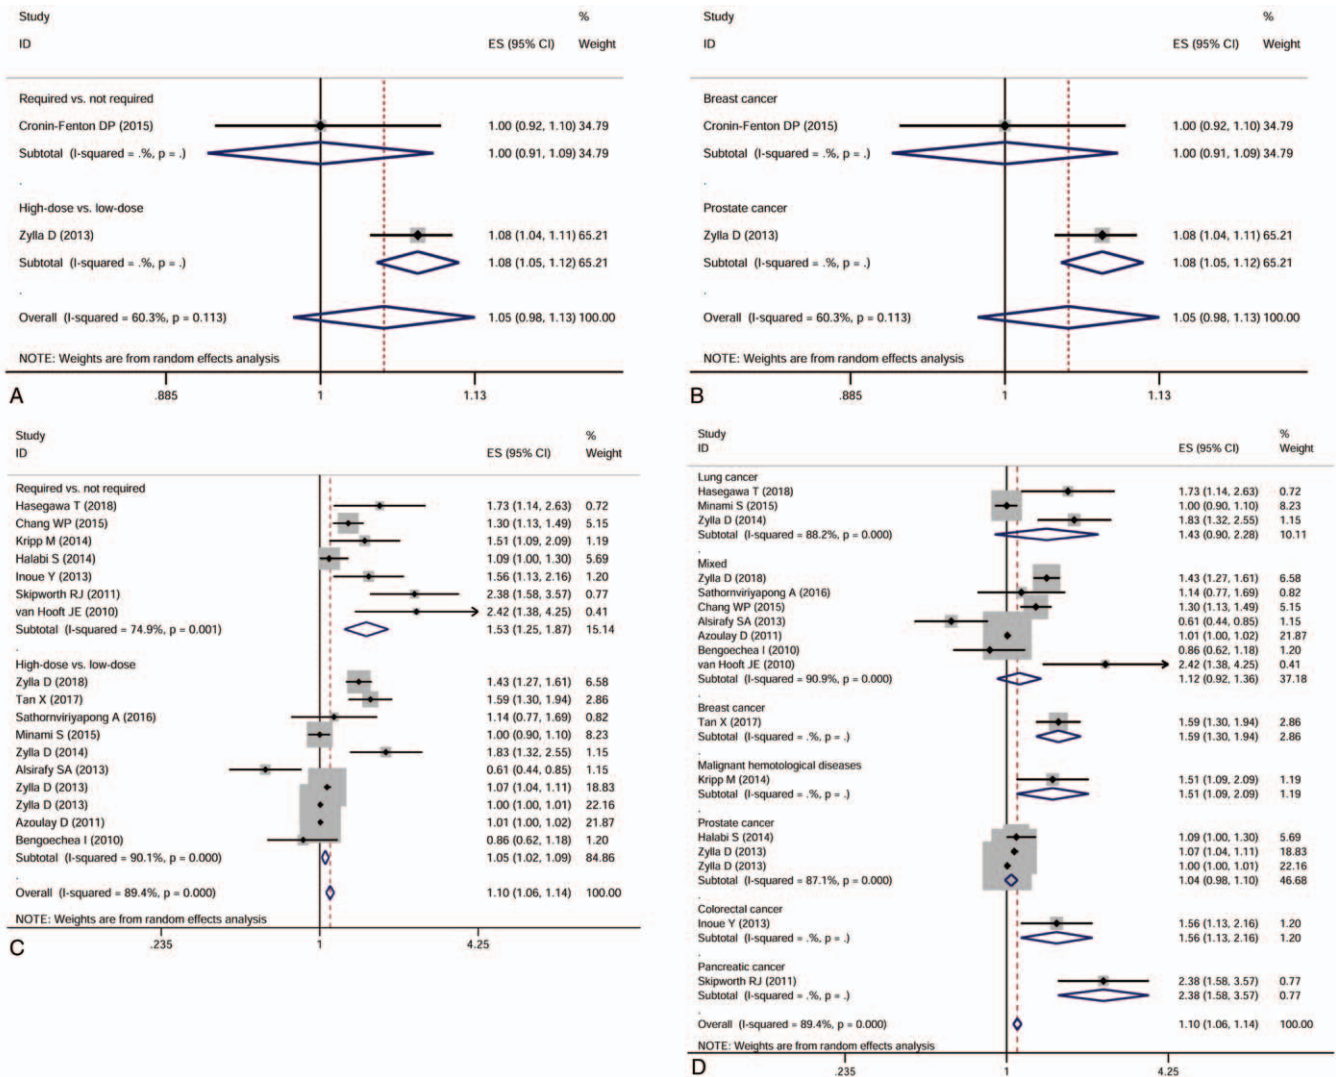 Study %
ID ES (95% CI) Weight
Required vs. not required
Cronin-Fenton DP (2015) 1.00 (0.92, 1.10) 34.79
Subtotal (I-squared = .%, p = .) 1.00 (0.91, 1.09) 34.79
.
High-dose vs. low-dose
Zylla D (2013) 1.08 (1.04, 1.11) 65.21
Subtotal (I-squared = .%, p = .) 1.08 (1.05, 1.12) 65.21
.
Overall (I-squared = 60.3%, p = 0.113) 1.05 (0.98, 1.13) 100.00
NOTE: Weights are from random effects analysis
.885 1 1.13
A
Study %
ID ES (95% CI) Weight
Breast cancer
Cronin-Fenton DP (2015) 1.00 (0.92, 1.10) 34.79
Subtotal (I-squared = .%, p = .) 1.00 (0.91, 1.09) 34.79
.
Prostate cancer
Zylla D (2013) 1.08 (1.04, 1.11) 65.21
Subtotal (I-squared = .%, p = .) 1.08 (1.05, 1.12) 65.21
.
Overall (I-squared = 60.3%, p = 0.113) 1.05 (0.98, 1.13) 100.00
NOTE: Weights are from random effects analysis
.885 1 1.13
B
Study %
ID ES (95% CI) Weight
Required vs. not required
Hasegawa T (2018) 1.73 (1.14, 2.63) 0.72
Chang WP (2015) 1.30 (1.13, 1.49) 5.15
Kripp M (2014) 1.51 (1.09, 2.09) 1.19
Halabi S (2014) 1.09 (1.00, 1.30) 5.69
Inoue Y (2013) 1.56 (1.13, 2.16) 1.20
Skipworth RJ (2011) 2.38 (1.58, 3.57) 0.77
van Hooft JE (2010) 2.42 (1.38, 4.25) 0.41
Subtotal (I-squared = 74.9%, p = 0.001) 1.53 (1.25, 1.87) 15.14
.
High-dose vs. low-dose
Zylla D (2018) 1.43 (1.27, 1.61) 6.58
Tan X (2017) 1.59 (1.30, 1.94) 2.86
Sathornviriyapong A (2016) 1.14 (0.77, 1.69) 0.82
Minami S (2015) 1.00 (0.90, 1.10) 8.23
Zylla D (2014) 1.83 (1.32, 2.55) 1.15
Alsirafy SA (2013) 0.61 (0.44, 0.85) 1.15
Zylla D (2013) 1.07 (1.04, 1.11) 18.83
Zylla D (2013) 1.00 (1.00, 1.01) 22.16
Azoulay D (2011) 1.01 (1.00, 1.02) 21.87
Bengoechea I (2010) 0.86 (0.62, 1.18) 1.20
Subtotal (I-squared = 90.1%, p = 0.000) 1.05 (1.02, 1.09) 84.86
.
Overall (I-squared = 89.4%, p = 0.000) 1.10 (1.06, 1.14) 100.00
NOTE: Weights are from random effects analysis
.235 1 4.25
C
Study %
ID ES (95% CI) Weight
Lung cancer
Hasegawa T (2018) 1.73 (1.14, 2.63) 0.72
Minami S (2015) 1.00 (0.90, 1.10) 8.23
Zylla D (2014) 1.83 (1.32, 2.55) 1.15
Subtotal (I-squared = 88.2%, p = 0.000) 1.43 (0.90, 2.28) 10.11
.
Mixed
Zylla D (2018) 1.43 (1.27, 1.61) 6.58
Sathornviriyapong A (2016) 1.14 (0.77, 1.69) 0.82
Chang WP (2015) 1.30 (1.13, 1.49) 5.15
Alsirafy SA (2013) 0.61 (0.44, 0.85) 1.15
Azoulay D (2011) 1.01 (1.00, 1.02) 21.87
Bengoechea I (2010) 0.86 (0.62, 1.18) 1.20
van Hooft JE (2010) 2.42 (1.38, 4.25) 0.41
Subtotal (I-squared = 90.9%, p = 0.000) 1.12 (0.92, 1.36) 37.18
.
Breast cancer
Tan X (2017) 1.59 (1.30, 1.94) 2.86
Subtotal (I-squared = .%, p = .) 1.59 (1.30, 1.94) 2.86
.
Malignant hemotological diseases
Kripp M (2014) 1.51 (1.09, 2.09) 1.19
Subtotal (I-squared = .%, p = .) 1.51 (1.09, 2.09) 1.19
.
Prostate cancer
Halabi S (2014) 1.09 (1.00, 1.30) 5.69
Zylla D (2013) 1.07 (1.04, 1.11) 18.83
Zylla D (2013) 1.00 (1.00, 1.01) 22.16
Subtotal (I-squared = 87.1%, p = 0.000) 1.04 (0.98, 1.10) 46.68
.
Colorectal cancer
Inoue Y (2013) 1.56 (1.13, 2.16) 1.20
Subtotal (I-squared = .%, p = .) 1.56 (1.13, 2.16) 1.20
.
Pancreatic cancer
Skipworth RJ (2011) 2.38 (1.58, 3.57) 0.77
Subtotal (I-squared = .%, p = .) 2.38 (1.58, 3.57) 0.77
.
Overall (I-squared = 89.4%, p = 0.000) 1.10 (1.06, 1.14) 100.00
NOTE: Weights are from random effects analysis
.235 1 4.25
D